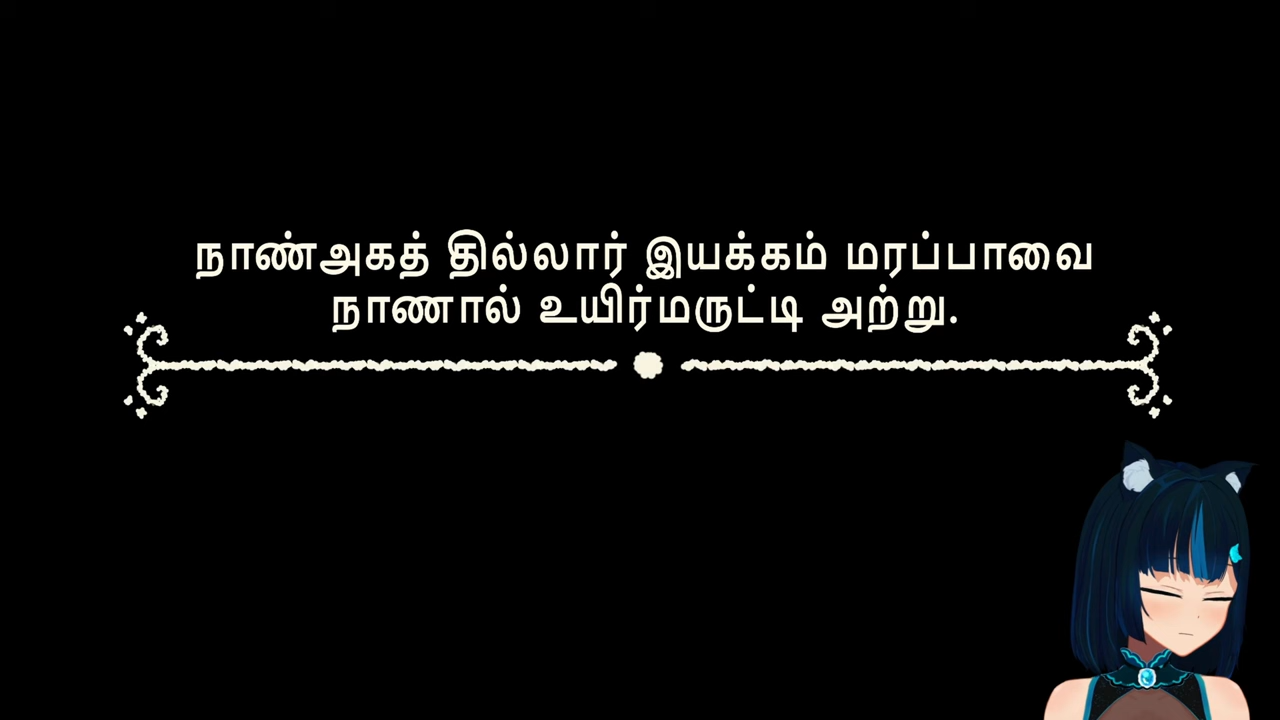 நாண்அகத் தில்லார் இயக்கம் மரப்பாவை
நாணால் உயிர்மருட்டி அற்று.